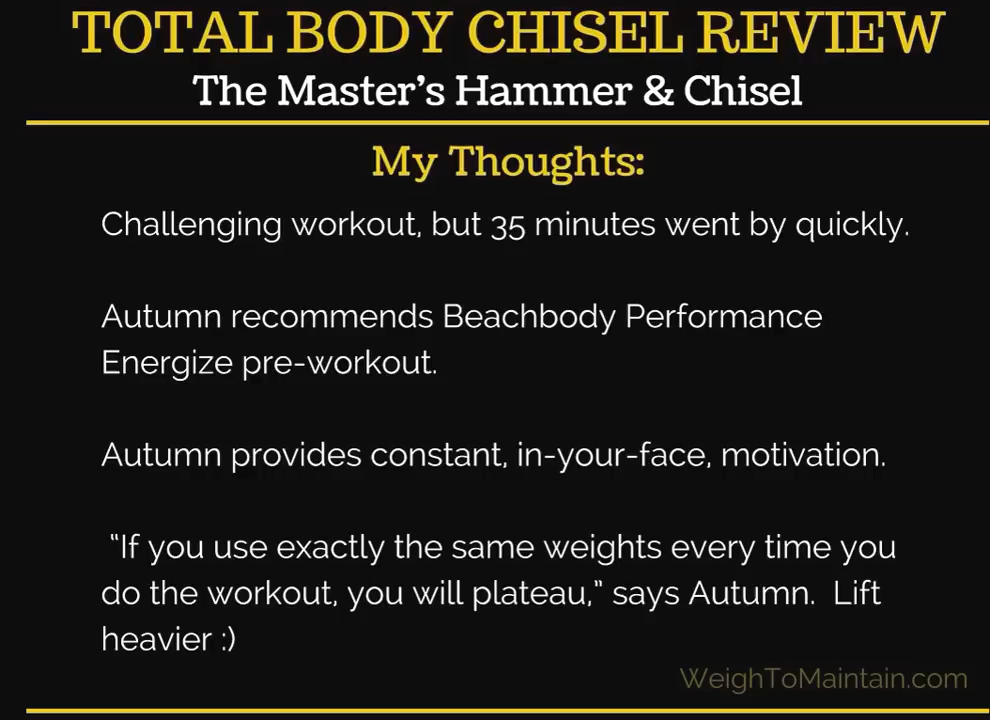 TOTAL BODY CHISEL REVIEW
The Master's Hammer & Chisel
My Thoughts:
Challenging workout, but 35 minutes went by quickly.
Autumn recommends Beachbody Performance
Energize pre-workout.
Autumn provides constant, in-your-face, motivation.
“If you use exactly the same weights every time you
do the workout, you will plateau,” says Autumn.  Lift
heavier :)
WeighToMaintain.com